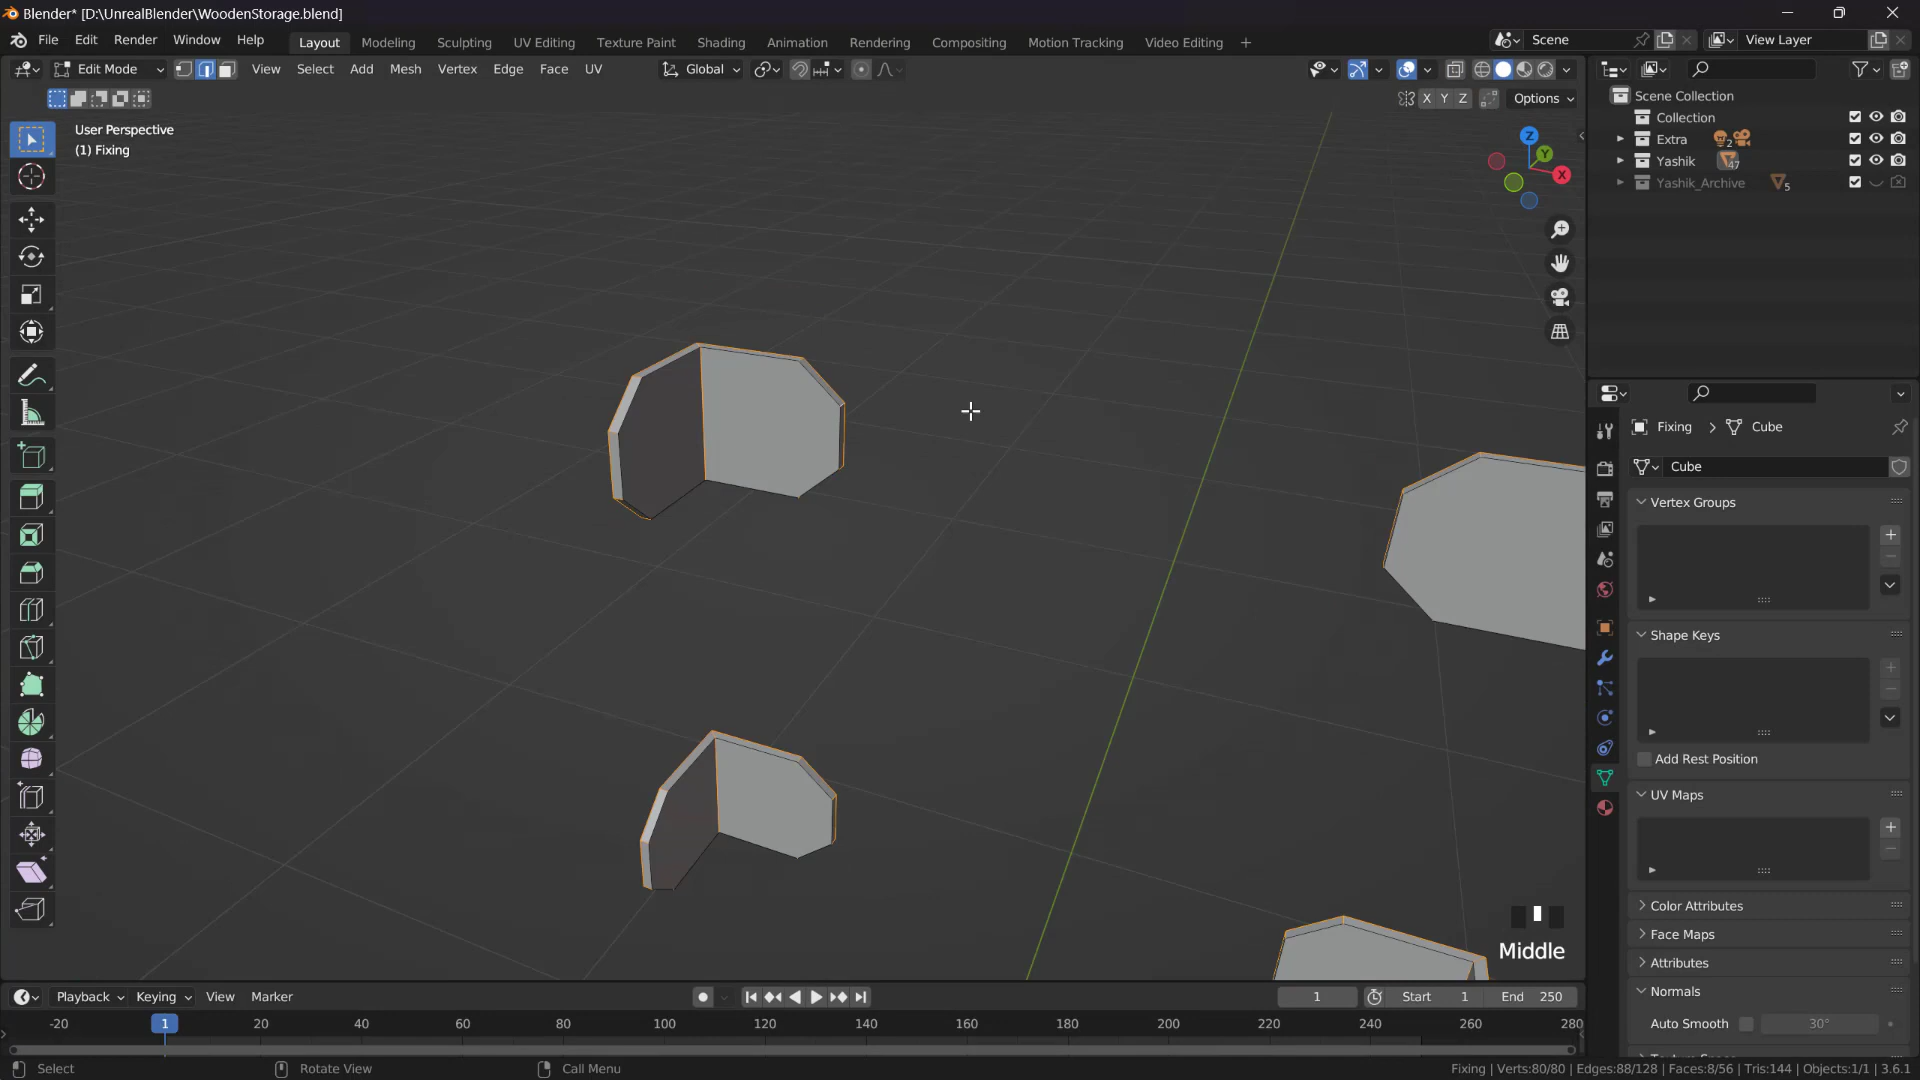 Blender* [D:\UnrealBlender\WoodenStorage.blend]
File Edit Render Window Help
Layout Modeling Sculpting UV Editing Texture Paint Shading Animation Rendering Compositing Motion Tracking Video Editing +
Scene
View Layer
Edit Mode
View Select Add Mesh Vertex Edge Face UV
Global
X Y Z
Options
User Perspective
(1) Fixing
Z
Y
X
Scene Collection
Collection
Extra 2
Yashik 47
Yashik_Archive 5
Fixing > Cube
Cube
Vertex Groups
Shape Keys
Add Rest Position
UV Maps
Color Attributes
Face Maps
Attributes
Normals
Auto Smooth 30°
Middle
Playback Keying View Marker
1 Start 1 End 250
-20 1 20 40 60 80 100 120 140 160 180 200 220 240 260 280
Select Rotate View Call Menu
Fixing | Verts:80/80 | Edges:88/128 | Faces:8/56 | Tris:144 | Objects:1/1 | 3.6.1